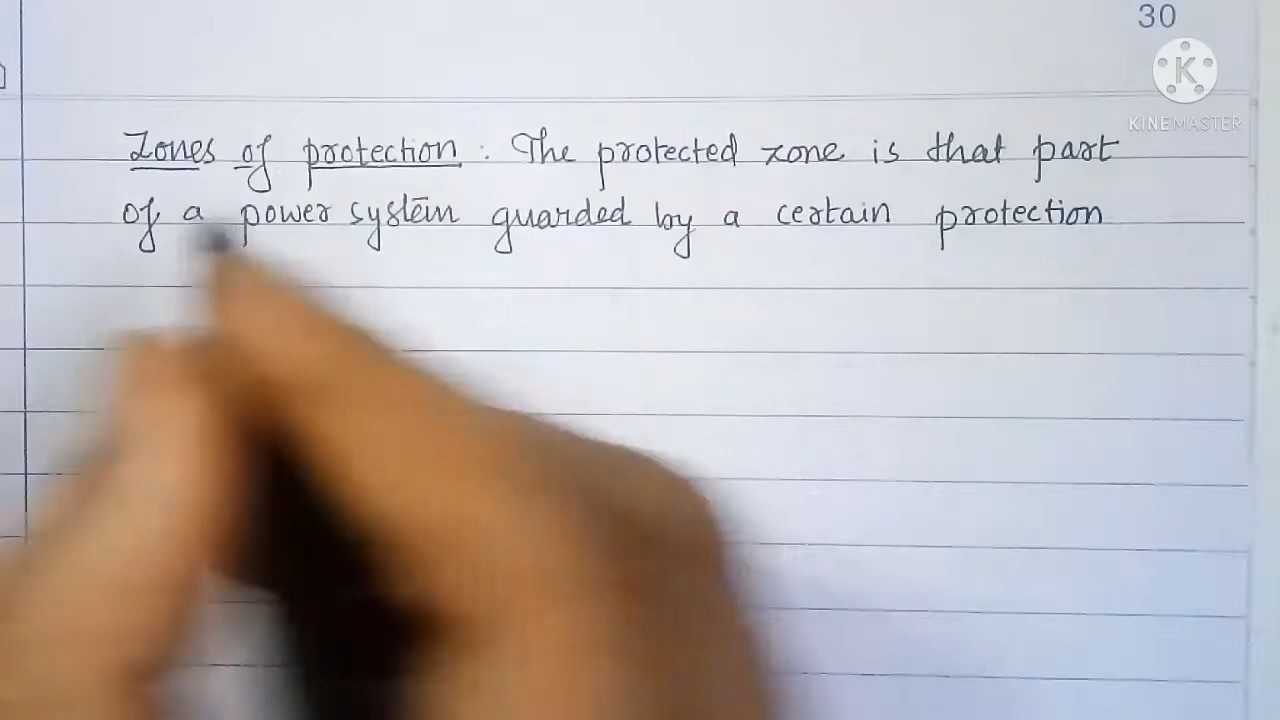 30
KINEMASTER
Zones of protection : The protected zone is that part
of a power system guarded by a certain protection